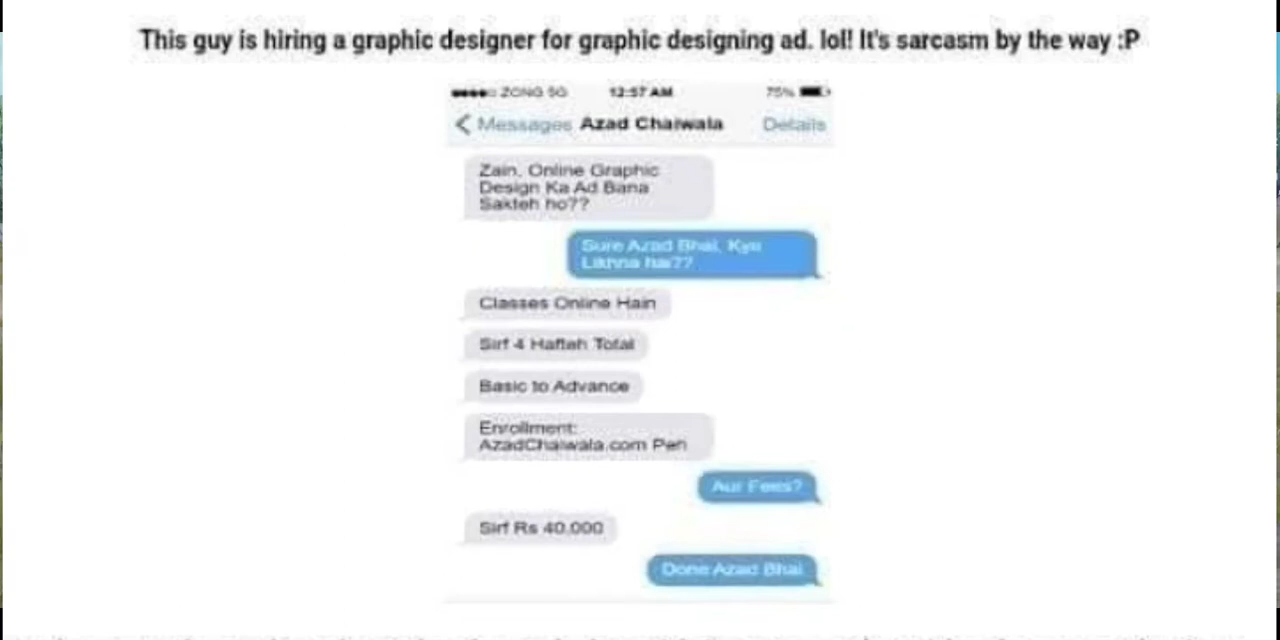 This guy is hiring a graphic designer for graphic designing ad. lol! It's sarcasm by the way :P
ZONG 5G 12:57 AM 75%
Messages Azad Chaiwala Details
Zain, Online Graphic
Design Ka Ad Bana
Sakteh ho??
Sure Azad Bhai, Kya
Likhna hai??
Classes Online Hain
Sirf 4 Hafteh Total
Basic to Advance
Enrollment:
AzadChaiwala.com Peh
Aur Fees?
Sirf Rs 40,000
Done Azad Bhai